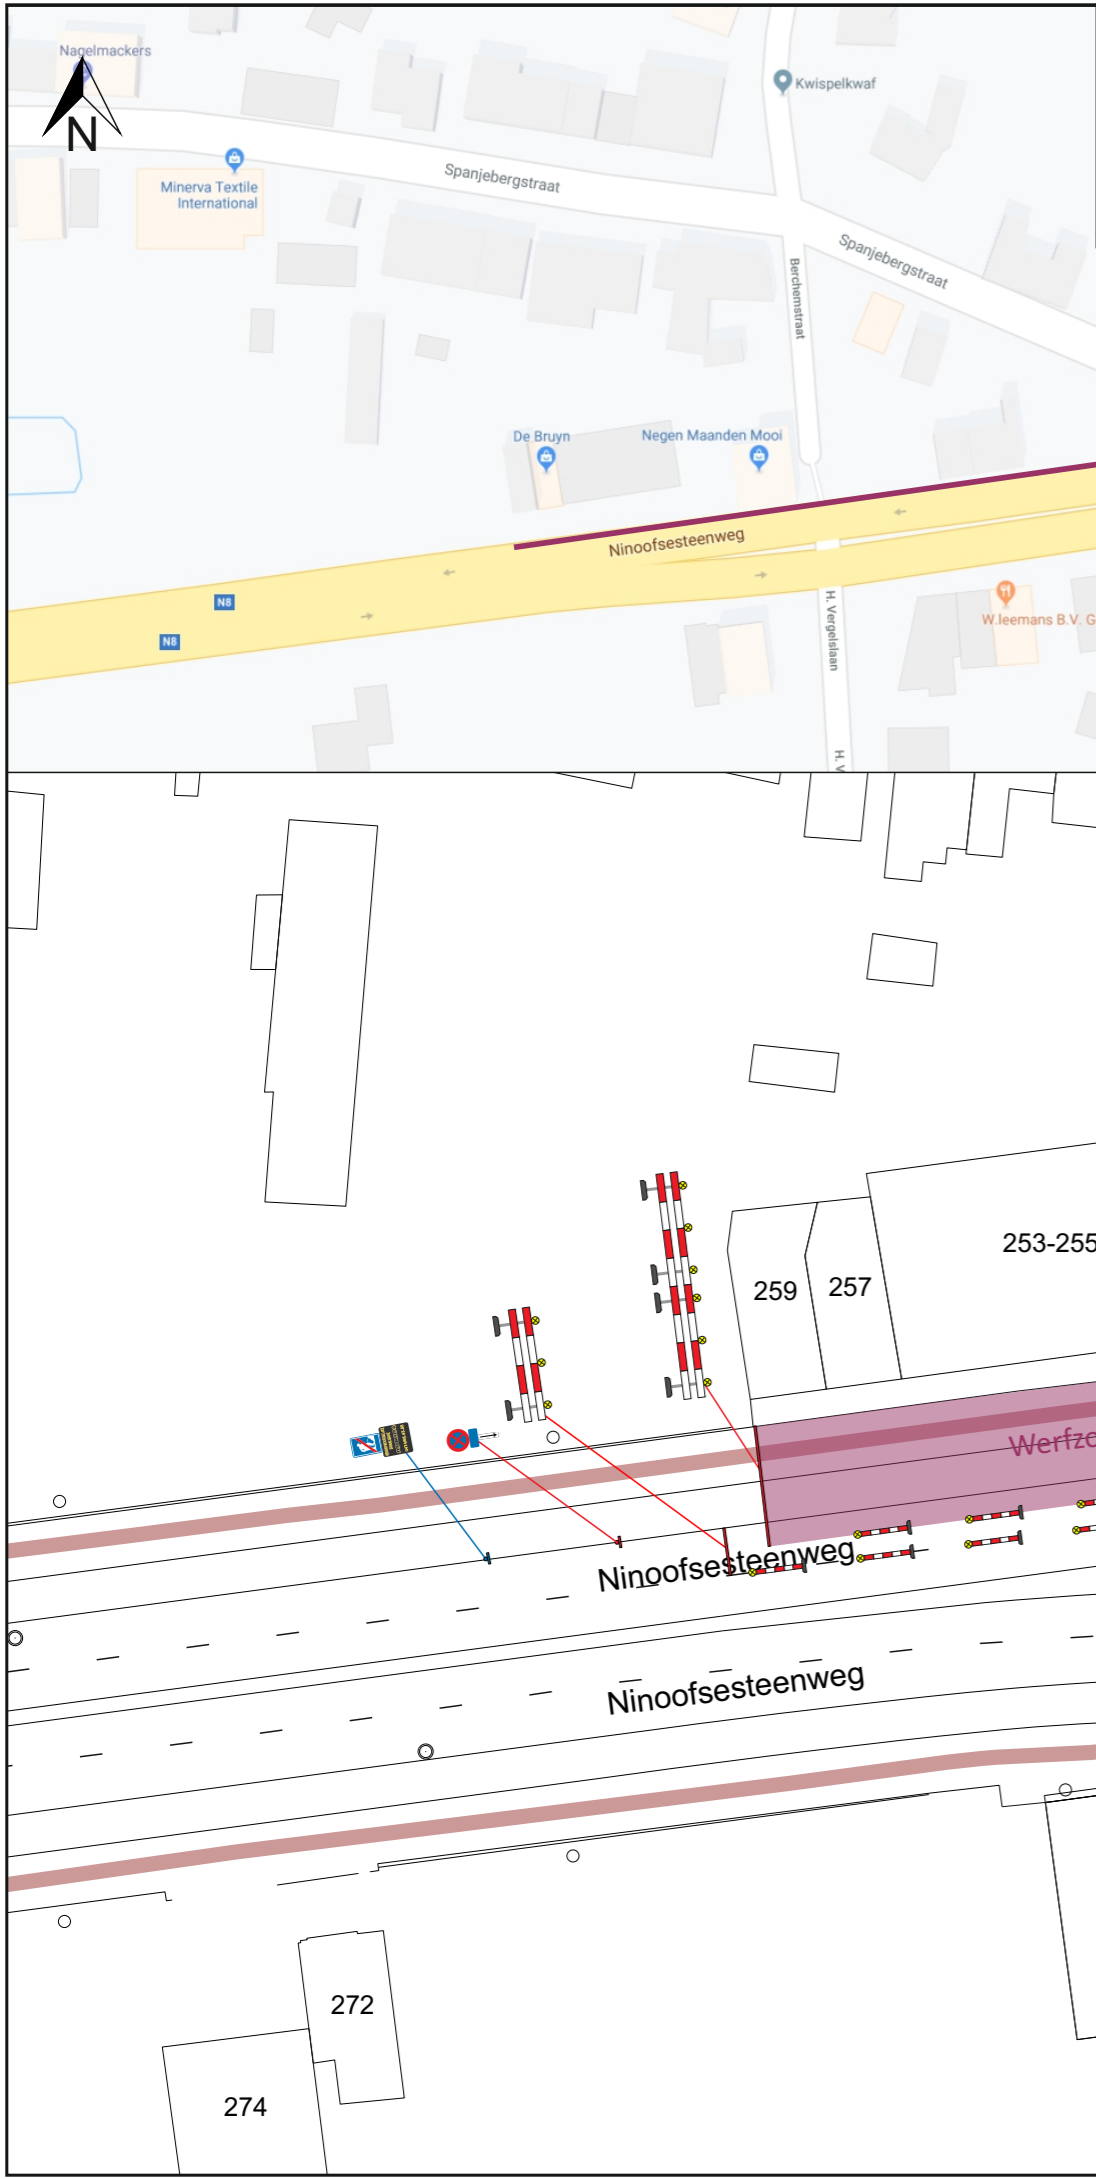 Nagelmackers
N
Kwispelkwaf
Minerva Textile
International
Spanjebergstraat
Spanjebergstraat
Berchemstraat
De Bruyn
Negen Maanden Mooi
Ninoofsesteenweg
N8
N8
H. Vergelslaan
W.leemans B.V. G
H. V
253-255
259
257
Werfzo
Ninoofsesteenweg
Ninoofsesteenweg
272
274